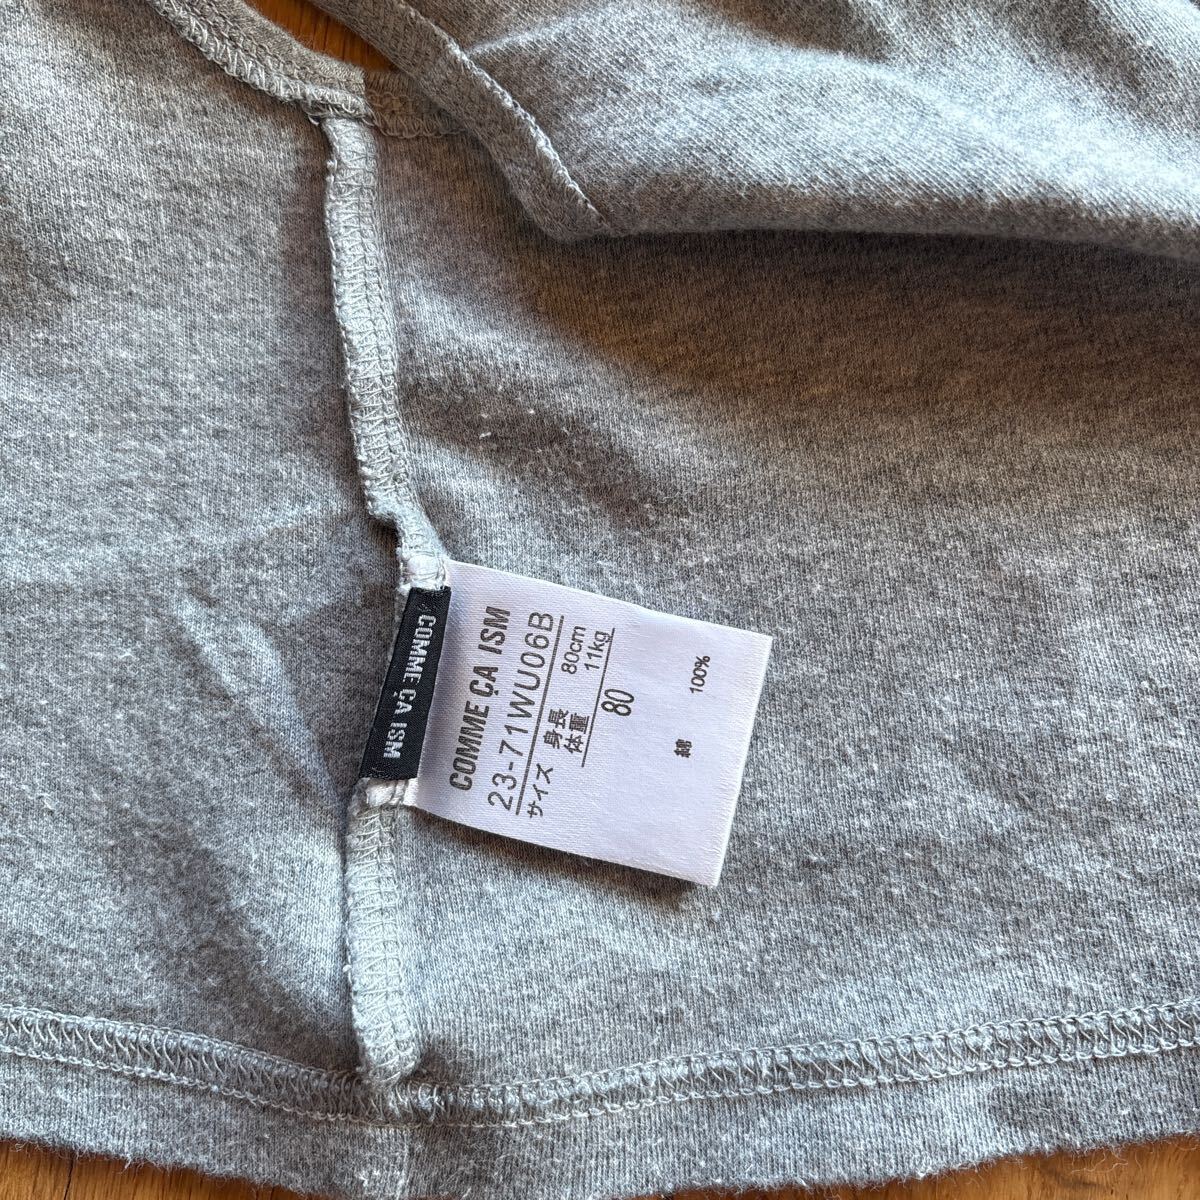 COMME ÇA ISM
COMME ÇA ISM
23-71WU06B
サイズ 身長 80cm
体重 11kg
80
綿 100%